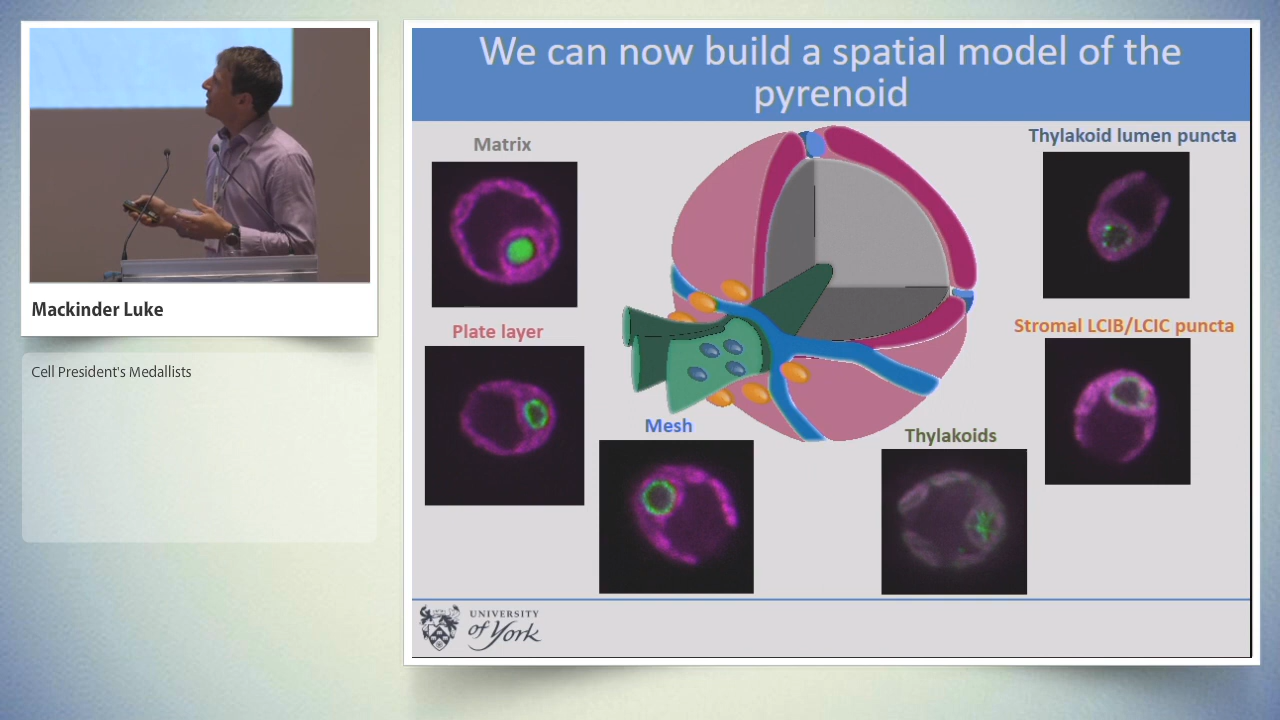 We can now build a spatial model of the
pyrenoid
Matrix
Thylakoid lumen puncta
Plate layer
Stromal LCIB/LCIC puncta
Mesh
Thylakoids
UNIVERSITY
of York
Mackinder Luke
Cell President's Medallists